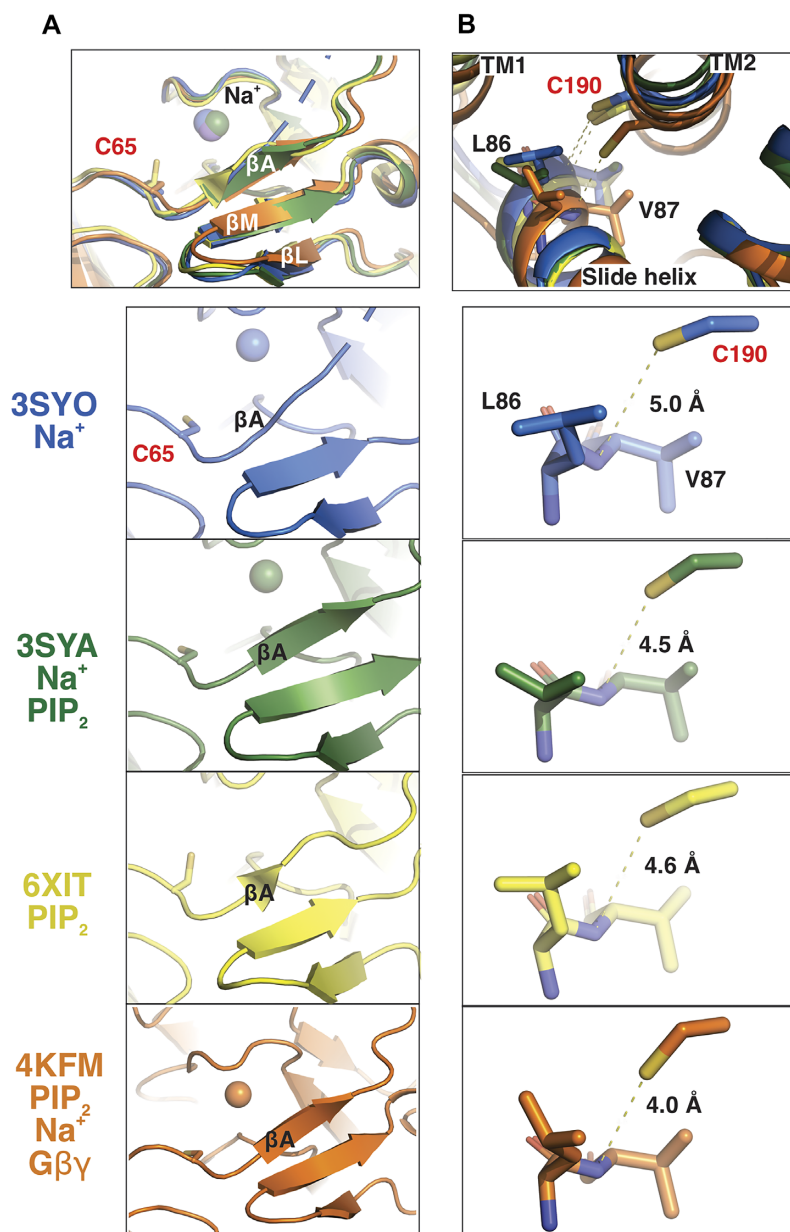 A
B
Na⁺
C65
βA
βM
βL
TM1
C190
TM2
L86
V87
Slide helix
3SYO
Na⁺
C65
βA
C190
L86
5.0 Å
V87
3SYA
Na⁺
PIP₂
βA
4.5 Å
6XIT
PIP₂
βA
4.6 Å
4KFM
PIP₂
Na⁺
Gβγ
βA
4.0 Å